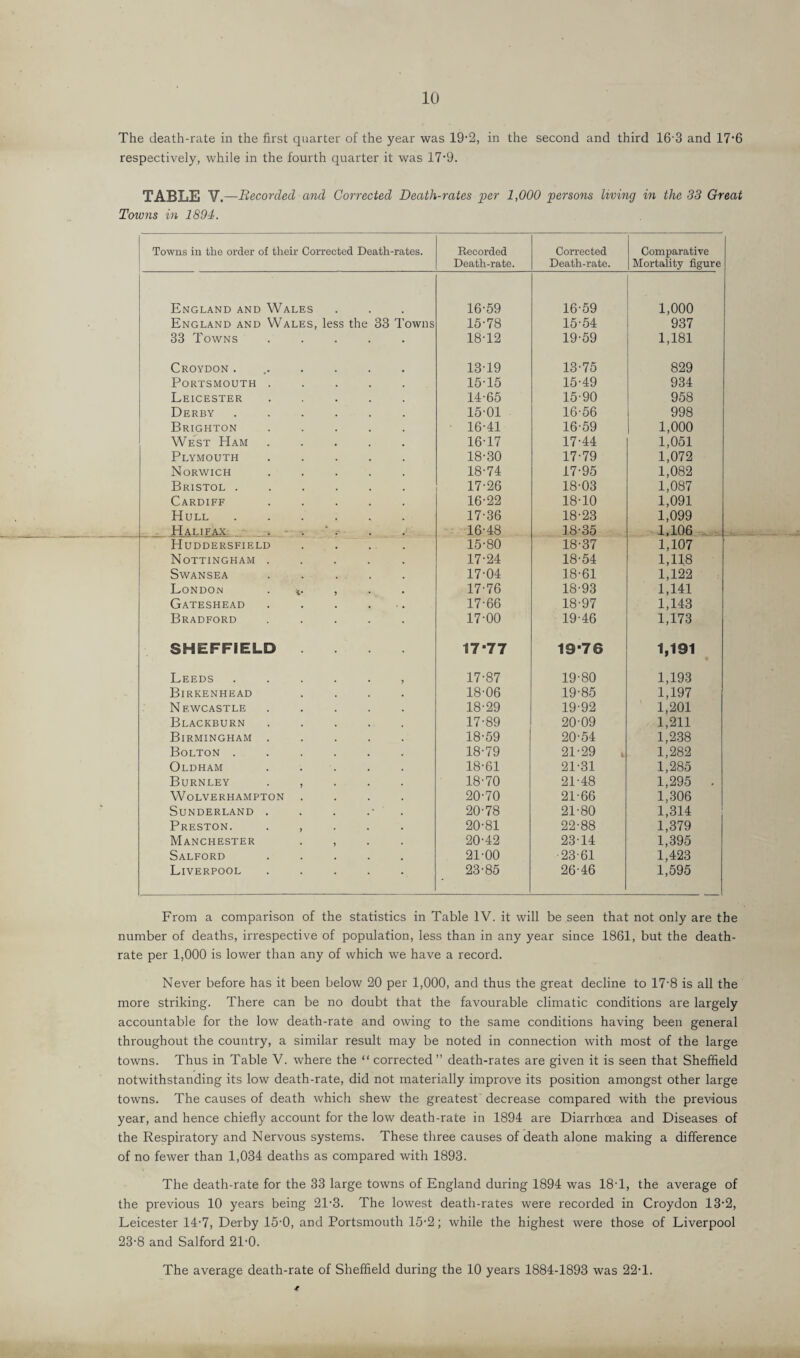 10
The death-rate in the first quarter of the year was 19·2, in the second and third 16·3 and 17·6
respectively, while in the fourth quarter it was 17·9.
TABLE V.—Recorded and Corrected Death-rates per 1,000 persons living in the 33 Great
Towns in 1894.
Towns in the order of their Corrected Death-rates. Recorded Death-rate. Corrected Death-rate. Comparative Mortality figure
England and Wales . . . 16·59 16·59 1,000
England and Wales, less the 33 Towns 15·78 15·54 937
33 Towns . . . . . 18·12 19·59 1,181
Croydon . . . . . . 13·19 13·75 829
Portsmouth . . . . . 15·15 15·49 934
Leicester . . . . . 14·65 15·90 958
Derby . . . . . . 15·01 16·56 998
Brighton . . . . . 16·41 16·59 1,000
West Ham . . . . . 16·17 17·44 1,051
Plymouth . . . . . 18·30 17·79 1,072
Norwich . . . . . 18·74 17·95 1,082
Bristol . . . . . . 17·26 18·03 1,087
Cardiff . . . . . 16·22 18·10 1,091
Hull . . . . . . 17·36 18·23 1,099
Halifax . . . . . 16·48 18·35 1,106
Huddersfield . . . . 15·80 18·37 1,107
Nottingham . . . . . 17·24 18·54 1,118
Swansea . . . . . 17·04 18·61 1,122
London . . , . . 17·76 18·93 1,141
Gateshead . . . . . 17·66 18·97 1,143
Bradford . . . . . 17·00 19·46 1,173
SHEFFIELD . . . . 17·77 19·76 1,191
Leeds . . . . . , 17·87 19·80 1,193
Birkenhead . . . . 18·06 19·85 1,197
Newcastle . . . . . 18·29 19·92 1,201
Blackburn . . . . . 17·89 20·09 1,211
Birmingham . . . . . 18·59 20·54 1,238
Bolton . . . . . . 18·79 21·29 1,282
Oldham . . . . . 18·61 21·31 1,285
Burnley . , . . . 18·70 21·48 1,295
Wolverhampton . . . . 20·70 21·66 1,306
Sunderland . . . . . 20·78 21·80 1,314
Preston. . , . . . 20·81 22·88 1,379
Manchester . , . . 20·42 23·14 1,395
Salford . . . . . 21·00 23·61 1,423
Liverpool . . . . . 23·85 26·46 1,595
From a comparison of the statistics in Table IV. it will be seen that not only are the
number of deaths, irrespective of population, less than in any year since 1861, but the death-
rate per 1,000 is lower than any of which we have a record.
Never before has it been below 20 per 1,000, and thus the great decline to 17·8 is all the
more striking. There can be no doubt that the favourable climatic conditions are largely
accountable for the low death-rate and owing to the same conditions having been general
throughout the country, a similar result may be noted in connection with most of the large
towns. Thus in Table V. where the “corrected” death-rates are given it is seen that Sheffield
notwithstanding its low death-rate, did not materially improve its position amongst other large
towns. The causes of death which shew the greatest decrease compared with the previous
year, and hence chiefly account for the low death-rate in 1894 are Diarrhœa and Diseases of
the Respiratory and Nervous systems. These three causes of death alone making a difference
of no fewer than 1,034 deaths as compared with 1893.
The death-rate for the 33 large towns of England during 1894 was 18·1, the average of
the previous 10 years being 21·3. The lowest death-rates were recorded in Croydon 13·2,
Leicester 14·7, Derby 15·0, and Portsmouth 15·2; while the highest were those of Liverpool
23·8 and Salford 21·0.
The average death-rate of Sheffield during the 10 years 1884-1893 was 22·1.